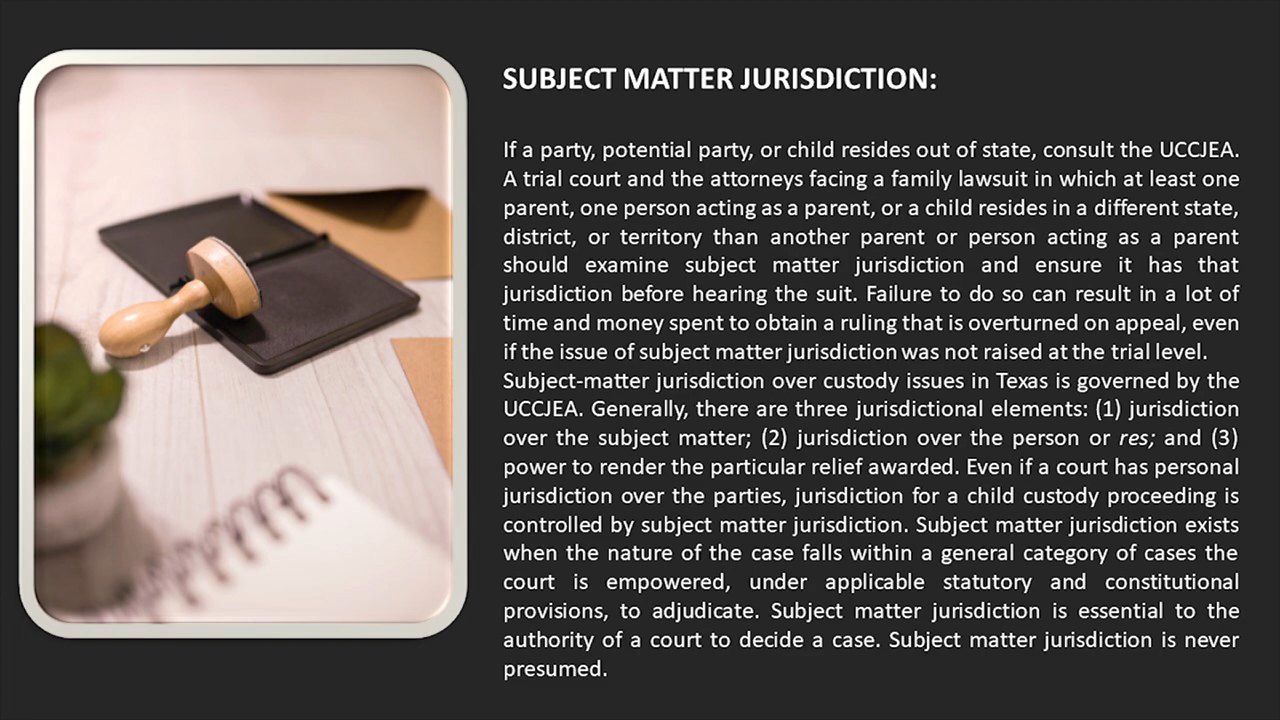 SUBJECT MATTER JURISDICTION:
If a party, potential party, or child resides out of state, consult the UCCJEA.
A trial court and the attorneys facing a family lawsuit in which at least one
parent, one person acting as a parent, or a child resides in a different state,
district, or territory than another parent or person acting as a parent
should examine subject matter jurisdiction and ensure it has that
jurisdiction before hearing the suit. Failure to do so can result in a lot of
time and money spent to obtain a ruling that is overturned on appeal, even
if the issue of subject matter jurisdiction was not raised at the trial level.
Subject-matter jurisdiction over custody issues in Texas is governed by the
UCCJEA. Generally, there are three jurisdictional elements: (1) jurisdiction
over the subject matter; (2) jurisdiction over the person or res; and (3)
power to render the particular relief awarded. Even if a court has personal
jurisdiction over the parties, jurisdiction for a child custody proceeding is
controlled by subject matter jurisdiction. Subject matter jurisdiction exists
when the nature of the case falls within a general category of cases the
court is empowered, under applicable statutory and constitutional
provisions, to adjudicate. Subject matter jurisdiction is essential to the
authority of a court to decide a case. Subject matter jurisdiction is never
presumed.